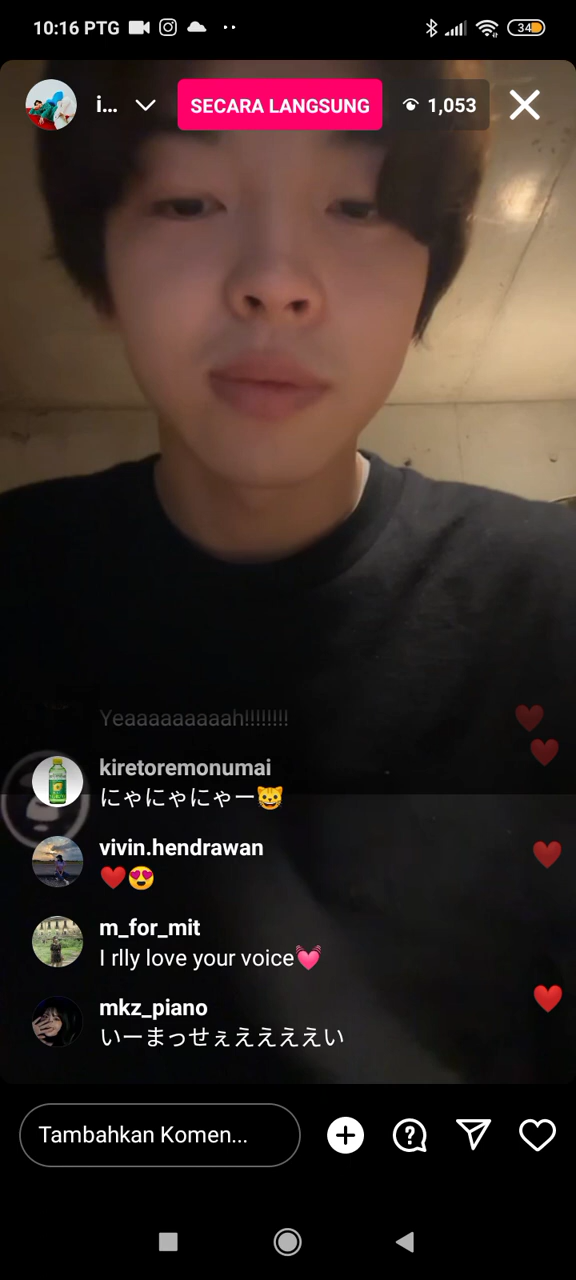 10:16 PTG
34
i...
SECARA LANGSUNG
1,053
Yeaaaaaaaaah!!!!!!!!
kiretoremonumai
にゃにゃにゃー😺
vivin.hendrawan
❤️😍
m_for_mit
I rlly love your voice💓
mkz_piano
いーまっせぇええええい
Tambahkan Komen...